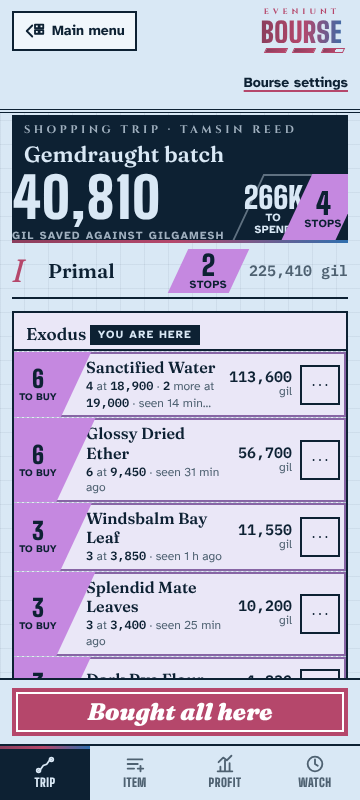 Main menu
EVENIUNT
BOURSE
Bourse settings
SHOPPING TRIP · TAMSIN REED
Gemdraught batch
40,810
GIL SAVED AGAINST GILGAMESH
266K
TO
SPEND
4
STOPS
I Primal
2
STOPS
225,410 gil
Exodus YOU ARE HERE
6
TO BUY
Sanctified Water
4 at 18,900 · 2 more at
19,000 · seen 14 min...
113,600
gil
...
6
TO BUY
Glossy Dried
Ether
6 at 9,450 · seen 31 min
ago
56,700
gil
...
3
TO BUY
Windsbalm Bay
Leaf
3 at 3,850 · seen 1 h ago
11,550
gil
...
3
TO BUY
Splendid Mate
Leaves
3 at 3,400 · seen 25 min
ago
10,200
gil
...
Bought all here
TRIP
ITEM
PROFIT
WATCH